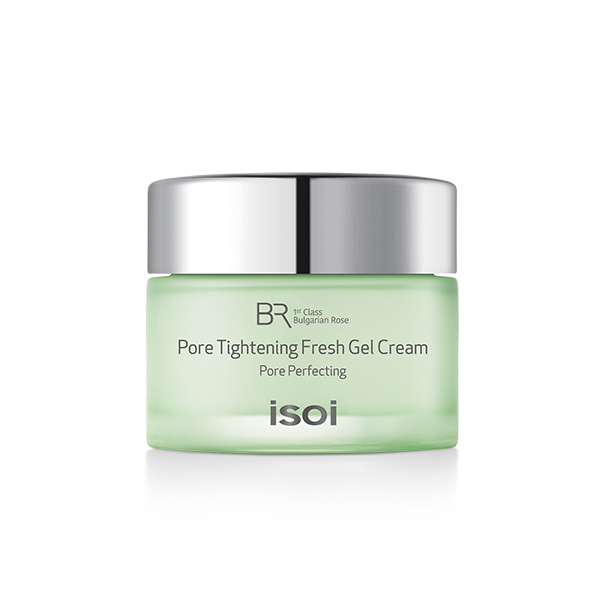 BR 1st Class
Bulgarian Rose
Pore Tightening Fresh Gel Cream
Pore Perfecting
isoi